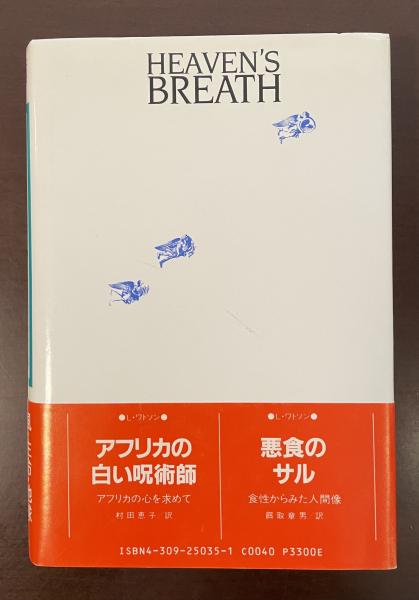 HEAVEN'S
BREATH
●L・ワトソン●
アフリカの
白い呪術師
アフリカの心を求めて
村田恵子／訳
●L・ワトソン●
悪食の
サル
食性からみた人間像
餌取章男／訳
ISBN4-309-25035-1 C0040 P3300E